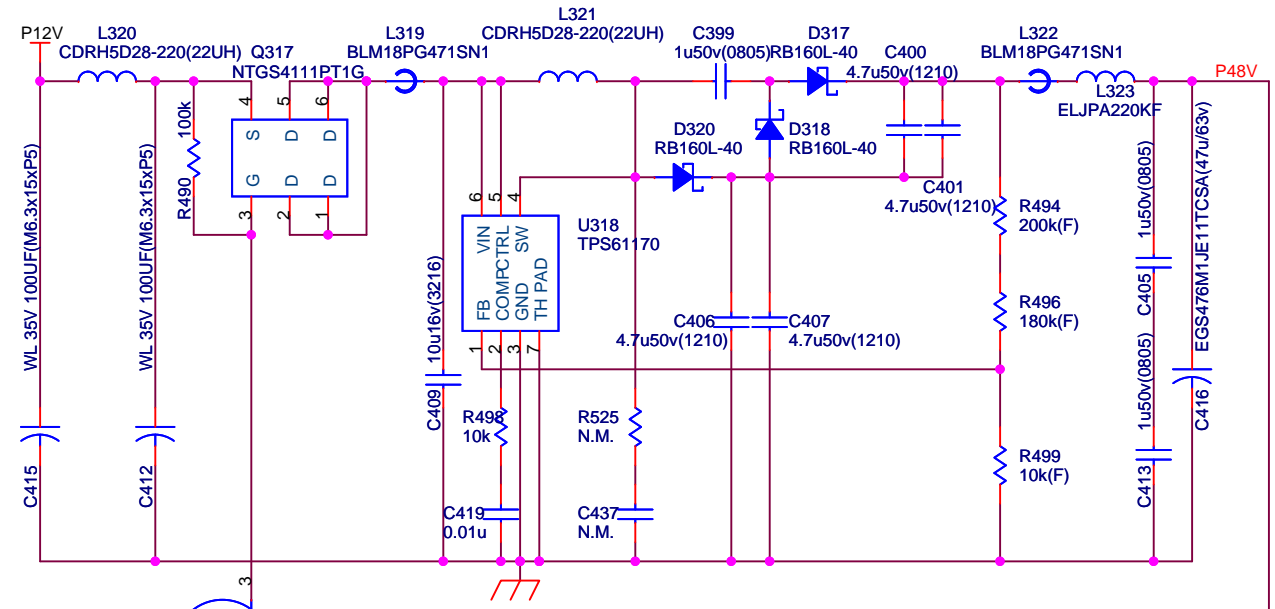 P12V
L320
CDRH5D28-220(22UH)
Q317
NTGS4111PT1G
L319
BLM18PG471SN1
L321
CDRH5D28-220(22UH)
C399
1u50v(0805)
D317
RB160L-40
C400
4.7u50v(1210)
L322
BLM18PG471SN1
L323
ELJPA220KF
P48V
100k
R490
4
5
6
S
D
D
G
D
D
3
2
1
D320
RB160L-40
D318
RB160L-40
C401
4.7u50v(1210)
R494
200k(F)
R496
180k(F)
R499
10k(F)
WL 35V 100UF(M6.3x15xP5)
C415
WL 35V 100UF(M6.3x15xP5)
C412
10u16v(3216)
C409
6
5
4
VIN
CTRL
SW
FB
COMP
GND
TH PAD
1
2
3
7
U318
TPS61170
C406
4.7u50v(1210)
C407
4.7u50v(1210)
R498
10k
C419
0.01u
R525
N.M.
C437
N.M.
1u50v(0805)
C405
1u50v(0805)
C413
EGS476M1JE11TCSA(47u/63v)
C416
3